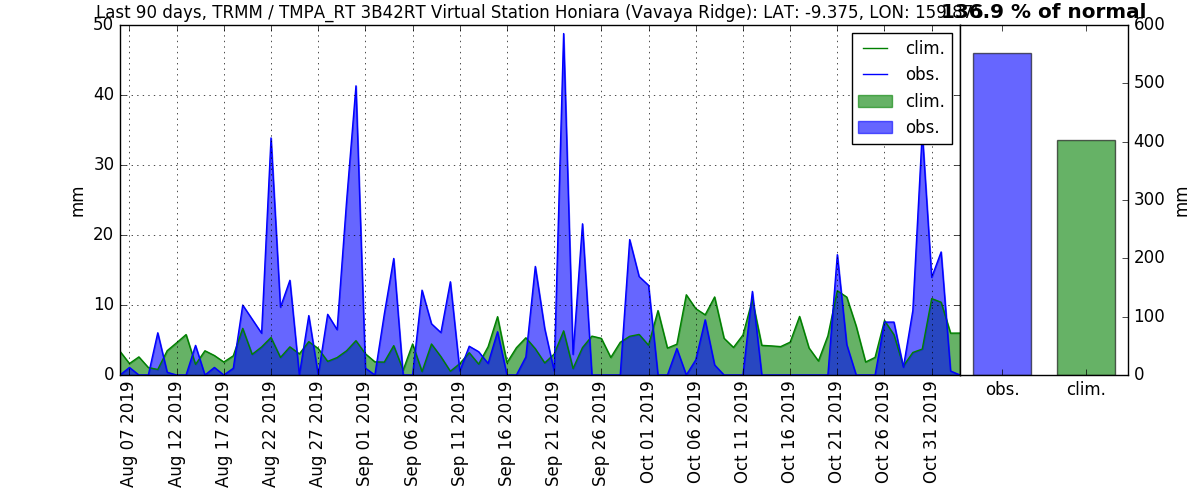 Last 90 days, TRMM / TMPA_RT 3B42RT Virtual Station Honiara (Vavaya Ridge): LAT: -9.375, LON:
136.9 % of normal
50
40
30
20
10
0
mm
clim.
obs.
clim.
obs.
600
500
400
300
200
100
0
mm
obs.
clim.
Aug 07 2019
Aug 12 2019
Aug 17 2019
Aug 22 2019
Aug 27 2019
Sep 01 2019
Sep 06 2019
Sep 11 2019
Sep 16 2019
Sep 21 2019
Sep 26 2019
Oct 01 2019
Oct 06 2019
Oct 11 2019
Oct 16 2019
Oct 21 2019
Oct 26 2019
Oct 31 2019